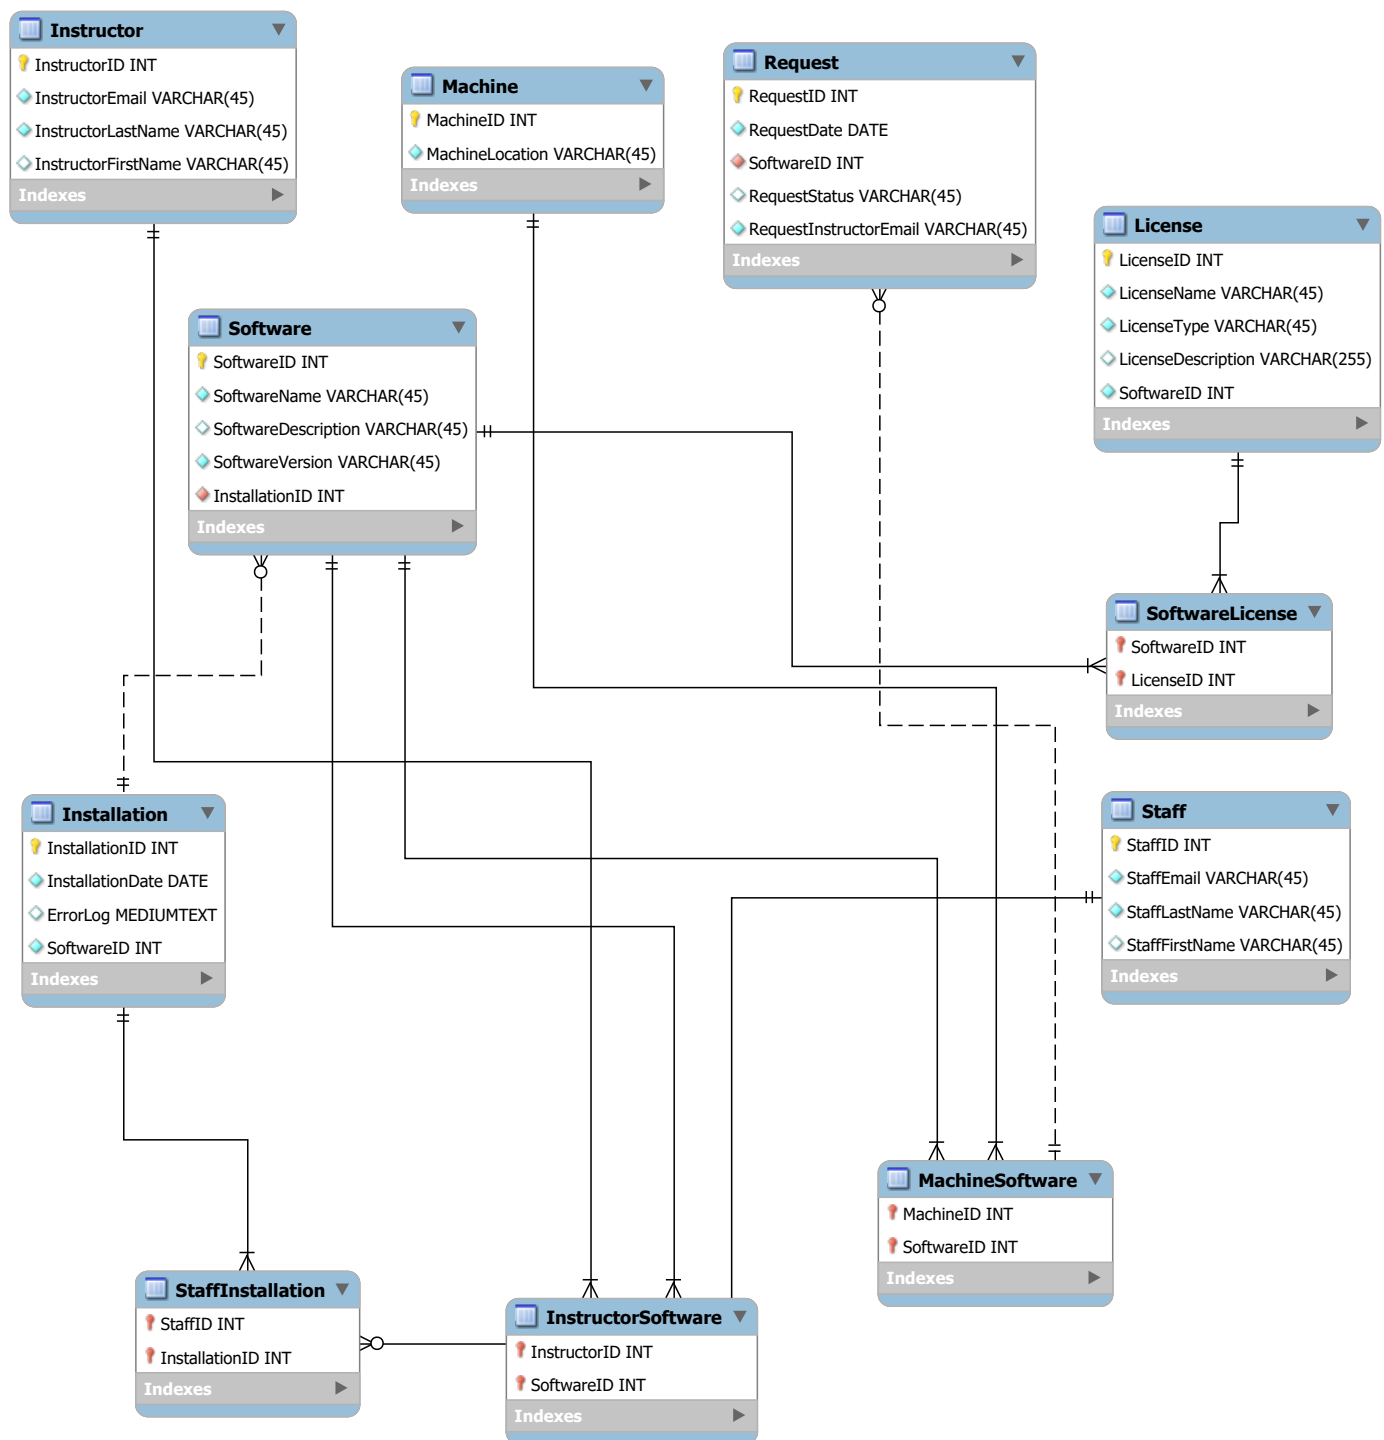 Instructor
InstructorID INT
InstructorEmail VARCHAR(45)
InstructorLastName VARCHAR(45)
InstructorFirstName VARCHAR(45)
Indexes
Machine
MachineID INT
MachineLocation VARCHAR(45)
Indexes
Request
RequestID INT
RequestDate DATE
SoftwareID INT
RequestStatus VARCHAR(45)
RequestInstructorEmail VARCHAR(45)
Indexes
License
LicenseID INT
LicenseName VARCHAR(45)
LicenseType VARCHAR(45)
LicenseDescription VARCHAR(255)
SoftwareID INT
Indexes
Software
SoftwareID INT
SoftwareName VARCHAR(45)
SoftwareDescription VARCHAR(45)
SoftwareVersion VARCHAR(45)
InstallationID INT
Indexes
SoftwareLicense
SoftwareID INT
LicenseID INT
Indexes
Installation
InstallationID INT
InstallationDate DATE
ErrorLog MEDIUMTEXT
SoftwareID INT
Indexes
Staff
StaffID INT
StaffEmail VARCHAR(45)
StaffLastName VARCHAR(45)
StaffFirstName VARCHAR(45)
Indexes
MachineSoftware
MachineID INT
SoftwareID INT
Indexes
StaffInstallation
StaffID INT
InstallationID INT
Indexes
InstructorSoftware
InstructorID INT
SoftwareID INT
Indexes